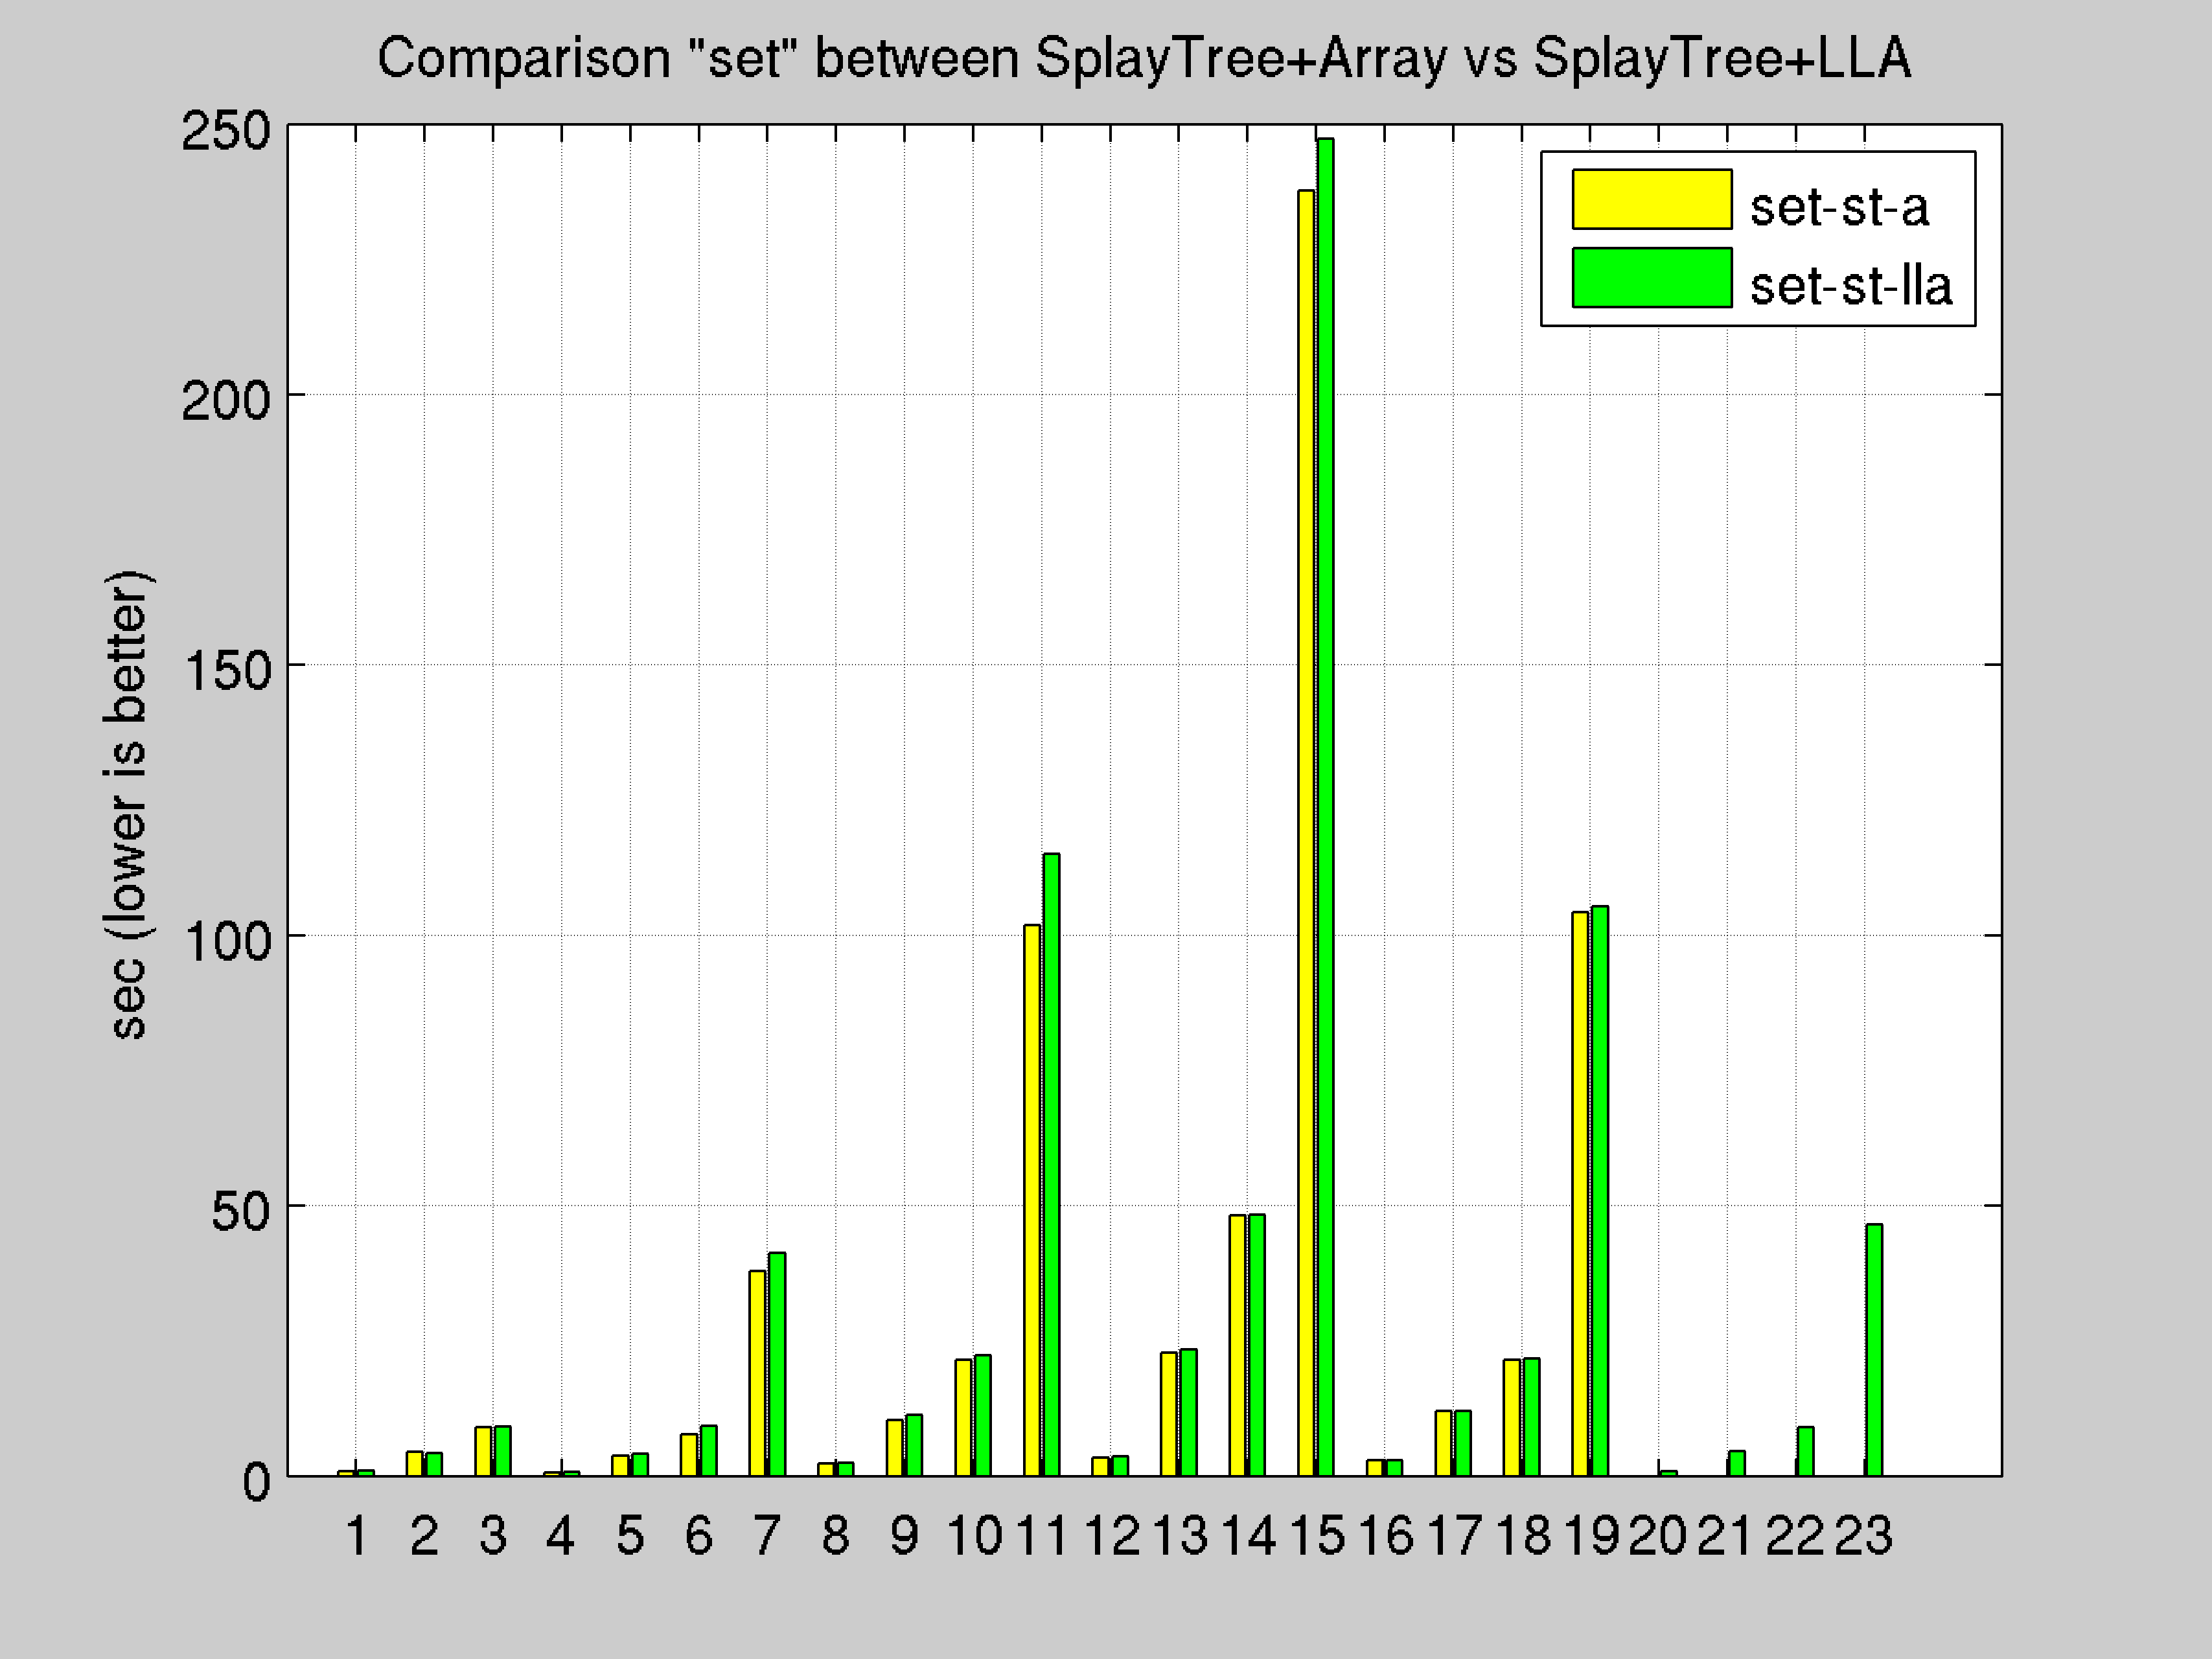 Comparison "set" between SplayTree+Array vs SplayTree+LLA
250
200
150
100
50
0
sec (lower is better)
set-st-a
set-st-lla
1 2 3 4 5 6 7 8 9 10 11 12 13 14 15 16 17 18 19 20 21 22 23